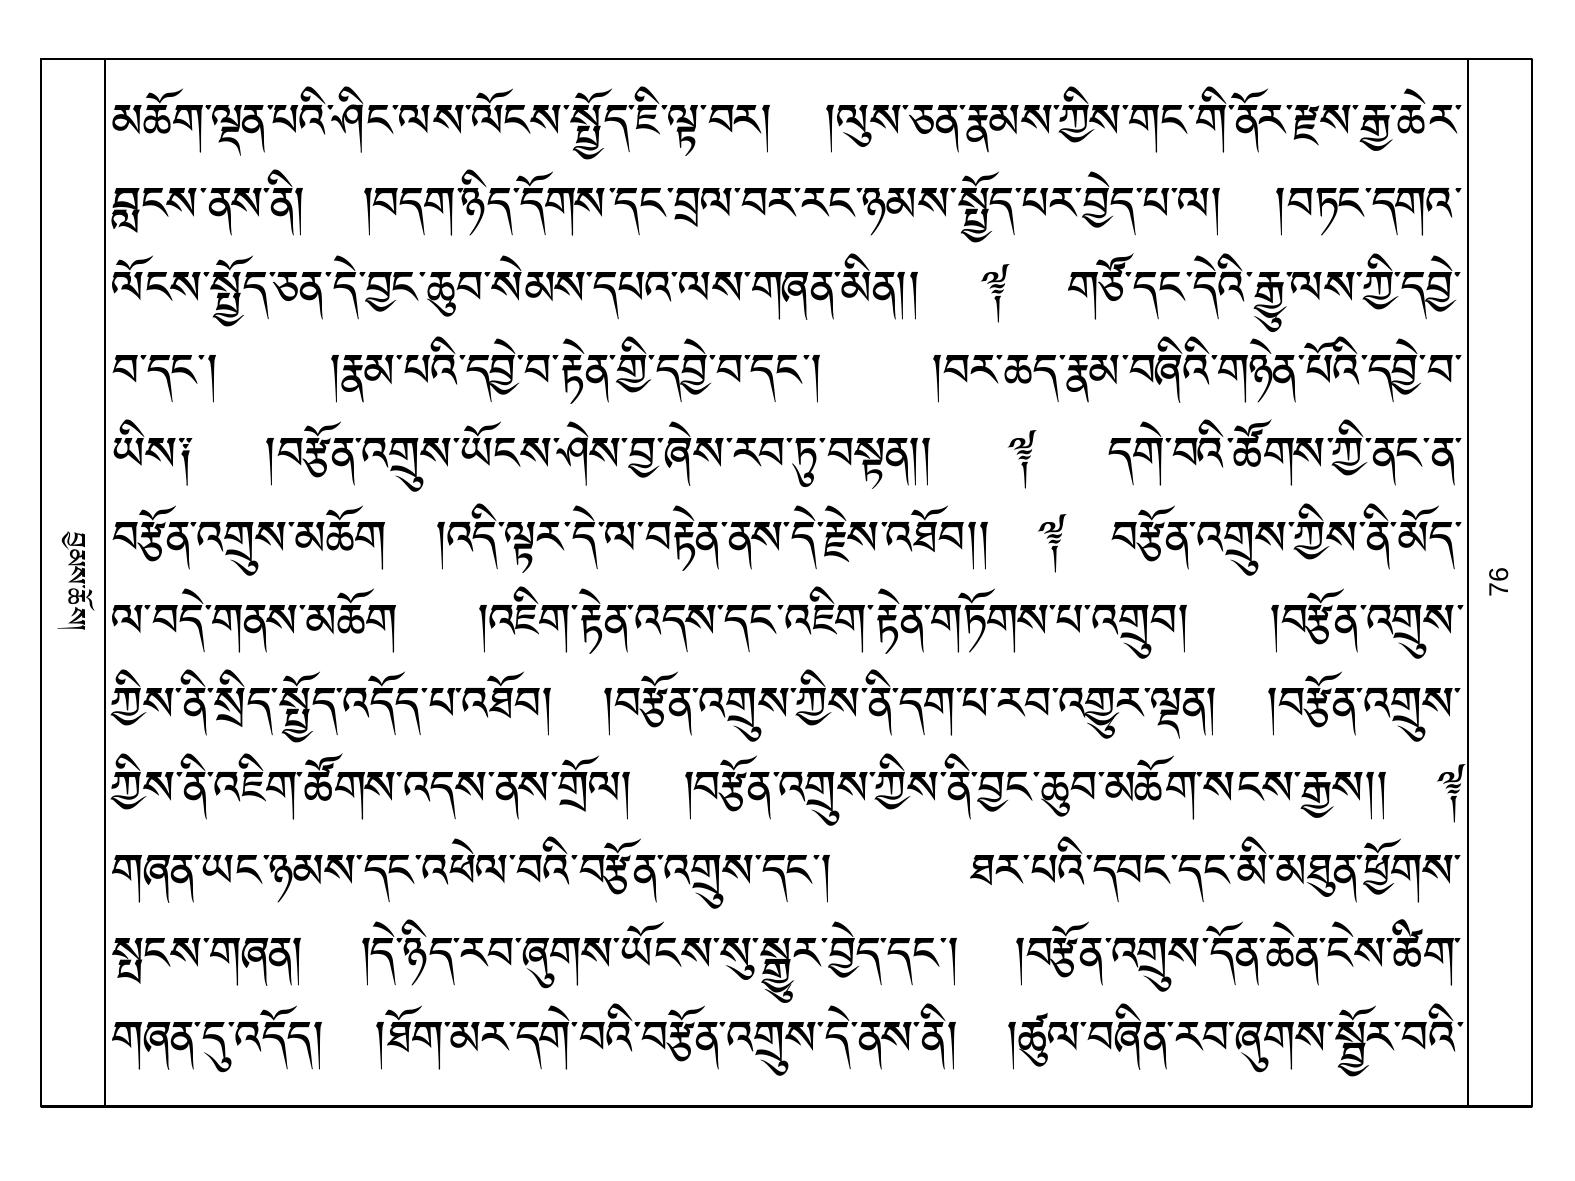 མཆོག་ལྡན་པའི་ཤིང་ལས་ལོངས་སྤྱོད་ཇི་ལྟ་བར། །ལུས་ཅན་རྣམས་ཀྱིས་གང་གི་ནོར་རྫས་རྒྱ་ཆེར་
བླངས་ནས་ནི། །བདག་ཉིད་དོགས་དང་བྲལ་བར་རང་ཉམས་སྤྱོད་པར་བྱེད་པ་ལ། །བཏང་དགའ་
ལོངས་སྤྱོད་ཅན་དེ་བྱང་ཆུབ་སེམས་དཔའ་ལས་གཞན་མིན།། ༈ གཙོ་དང་དེའི་རྒྱུ་ལས་ཀྱི་དབྱེ་
བ་དང་། །རྣམ་པའི་དབྱེ་བ་རྟེན་གྱི་དབྱེ་བ་དང་། །བར་ཆད་རྣམ་བཞིའི་གཉེན་པོའི་དབྱེ་བ་
ཡིས༑ །བརྩོན་འགྲུས་ཡོངས་ཤེས་བྱ་ཞེས་རབ་ཏུ་བསྟན།། ༈ དགེ་བའི་ཚོགས་ཀྱི་ནང་ན་
བརྩོན་འགྲུས་མཆོག །འདི་ལྟར་དེ་ལ་བརྟེན་ནས་དེ་རྗེས་འཐོབ།། ༈ བརྩོན་འགྲུས་ཀྱིས་ནི་མོད་
ལ་བདེ་གནས་མཆོག །འཇིག་རྟེན་འདས་དང་འཇིག་རྟེན་གཏོགས་པ་འགྲུབ། །བརྩོན་འགྲུས་
ཀྱིས་ནི་སྲིད་སྤྱོད་འདོད་པ་འཐོབ། །བརྩོན་འགྲུས་ཀྱིས་ནི་དག་པ་རབ་འགྱུར་ལྡན། །བརྩོན་འགྲུས་
ཀྱིས་ནི་འཇིག་ཚོགས་འདས་ནས་གྲོལ། །བརྩོན་འགྲུས་ཀྱིས་ནི་བྱང་ཆུབ་མཆོག་སངས་རྒྱས།། ༈
གཞན་ཡང་ཉམས་དང་འཕེལ་བའི་བརྩོན་འགྲུས་དང་། ཐར་པའི་དབང་དང་མི་མཐུན་ཕྱོགས་
སྤངས་གཞན། །དེ་ཉིད་རབ་ཞུགས་ཡོངས་སུ་སྒྱུར་བྱེད་དང་། །བརྩོན་འགྲུས་དོན་ཆེན་ངེས་ཚིག་
གཞན་དུ་འདོད། །ཐོག་མར་དགེ་བའི་བརྩོན་འགྲུས་དེ་ནས་ནི། །ཚུལ་བཞིན་རབ་ཞུགས་སྦྱོར་བའི་
བྱམས་ཆོས།
76